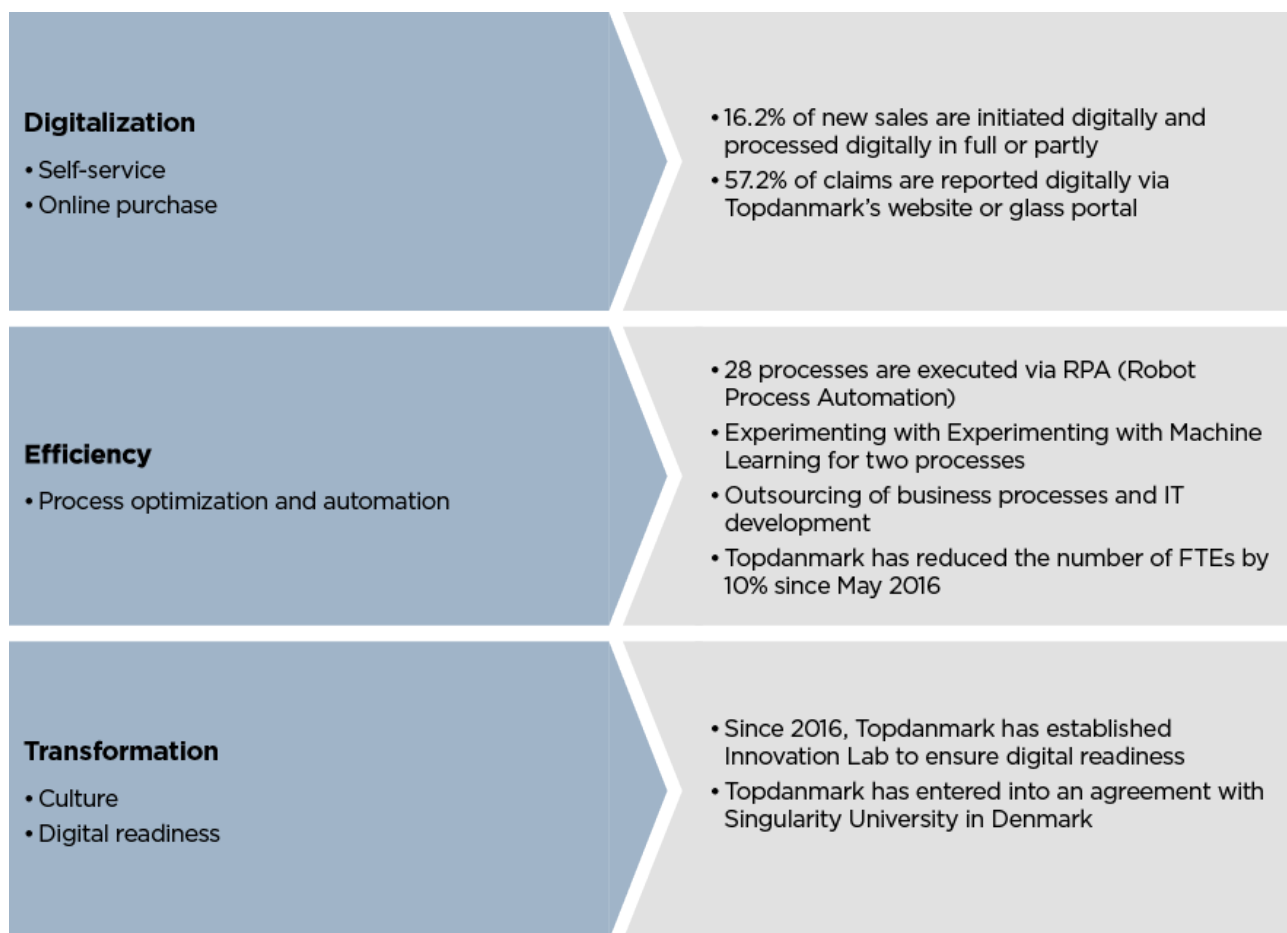 Digitalization
• Self-service
• Online purchase
• 16.2% of new sales are initiated digitally and
processed digitally in full or partly
• 57.2% of claims are reported digitally via
Topdanmark's website or glass portal
Efficiency
• Process optimization and automation
• 28 processes are executed via RPA (Robot
Process Automation)
• Experimenting with Experimenting with Machine
Learning for two processes
• Outsourcing of business processes and IT
development
• Topdanmark has reduced the number of FTEs by
10% since May 2016
Transformation
• Culture
• Digital readiness
• Since 2016, Topdanmark has established
Innovation Lab to ensure digital readiness
• Topdanmark has entered into an agreement with
Singularity University in Denmark